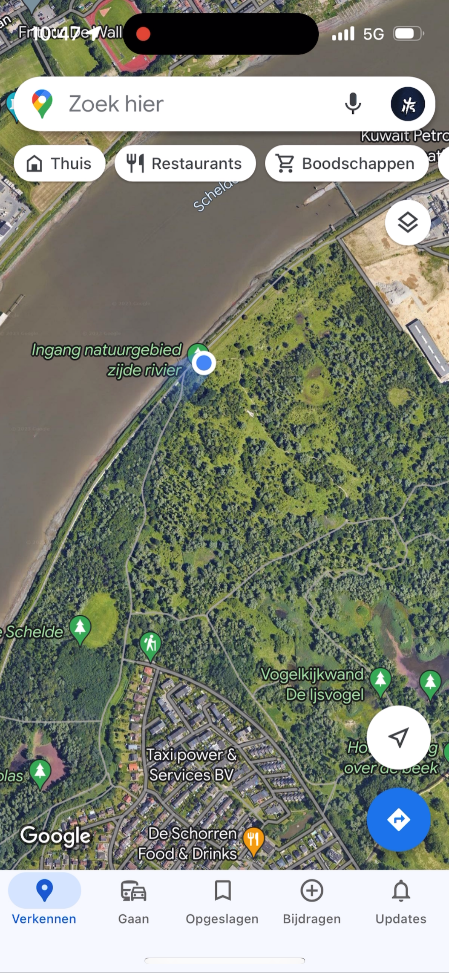 10:47
5G
Zoek hier
Kuwait Petro
Thuis
Restaurants
Boodschappen
Schelde
Ingang natuurgebied
zijde rivier
Schelde
Vogelkijkwand
De Ijsvogel
over de beek
Taxi power &
Services BV
De Schorren
Food & Drinks
Google
Verkennen
Gaan
Opgeslagen
Bijdragen
Updates